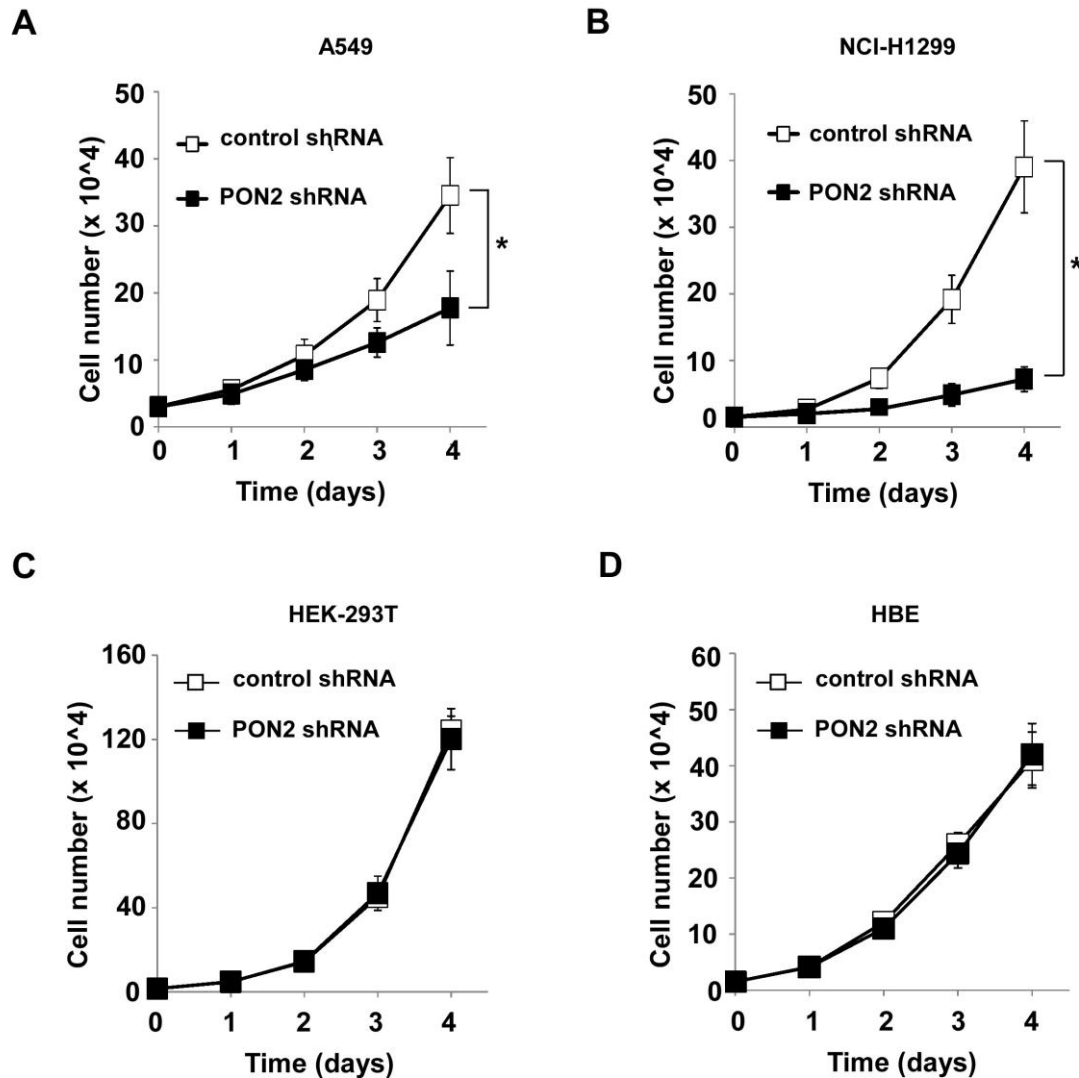 A
A549
50
40
30
20
10
0
control shRNA
PON2 shRNA
*
Cell number (x 10^4)
0 1 2 3 4
Time (days)
B
NCI-H1299
50
40
30
20
10
0
control shRNA
PON2 shRNA
*
Cell number (x 10^4)
0 1 2 3 4
Time (days)
C
HEK-293T
160
120
80
40
0
control shRNA
PON2 shRNA
Cell number (x 10^4)
0 1 2 3 4
Time (days)
D
HBE
60
50
40
30
20
10
0
control shRNA
PON2 shRNA
Cell number (x 10^4)
0 1 2 3 4
Time (days)